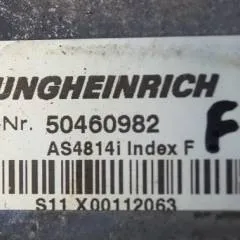 UNGHEINRICH
-Nr. 50460982
F
AS4814i Index F
S11 X00112063